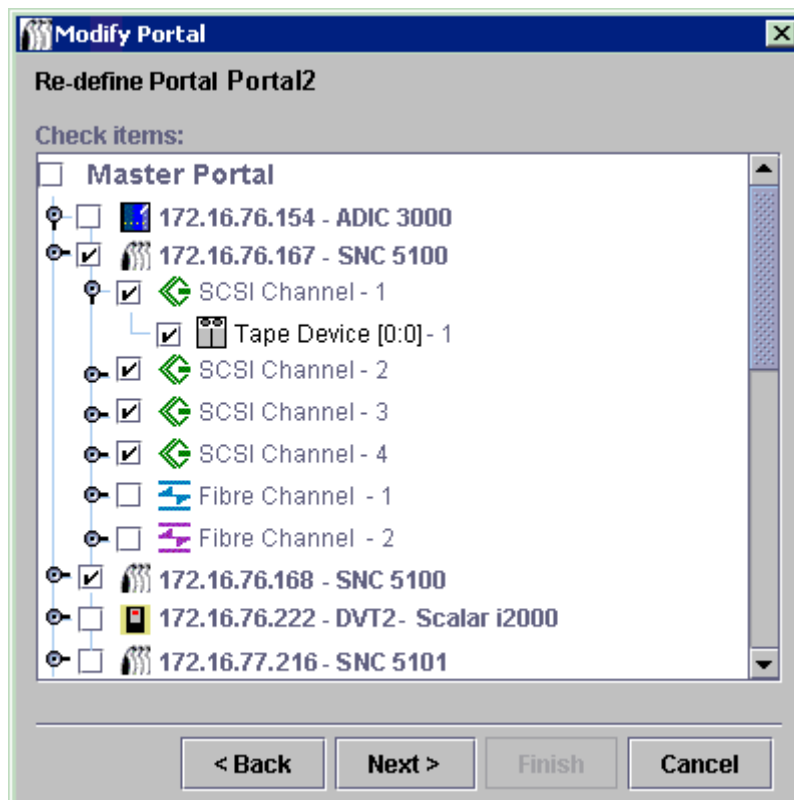 Modify Portal
Re-define Portal Portal2
Check items:
Master Portal
172.16.76.154 - ADIC 3000
172.16.76.167 - SNC 5100
SCSI Channel - 1
Tape Device [0:0] - 1
SCSI Channel - 2
SCSI Channel - 3
SCSI Channel - 4
Fibre Channel - 1
Fibre Channel - 2
172.16.76.168 - SNC 5100
172.16.76.222 - DVT2- Scalar i2000
172.16.77.216 - SNC 5101
< Back Next > Finish Cancel